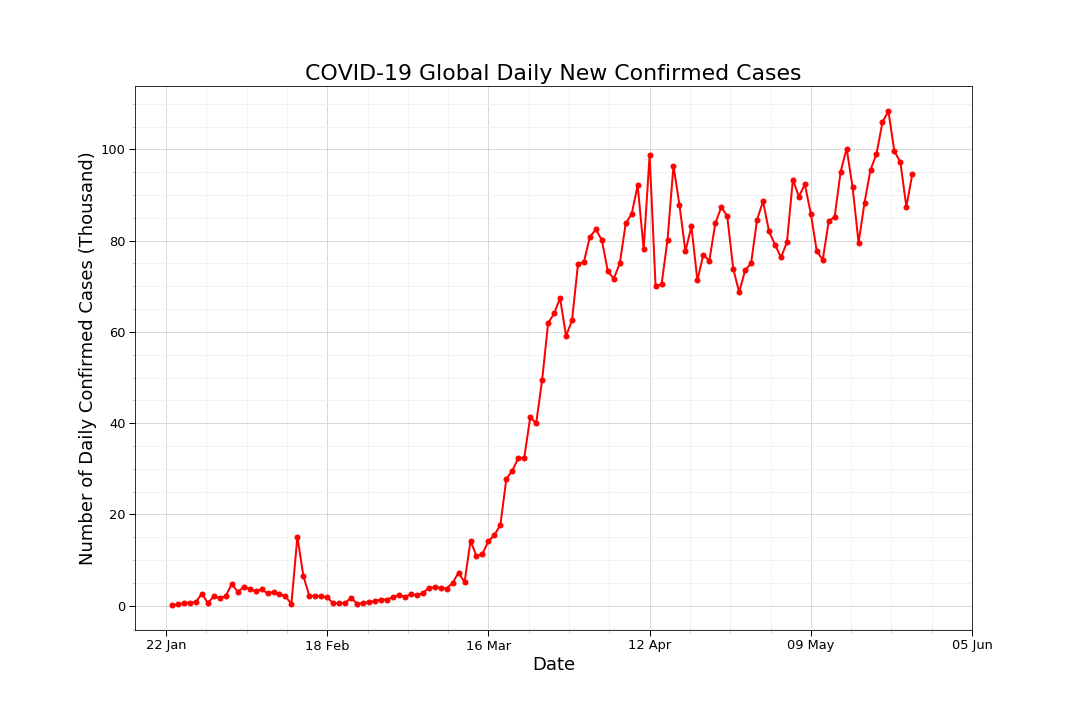 COVID-19 Global Daily New Confirmed Cases
Number of Daily Confirmed Cases (Thousand)
100
80
60
40
20
0
22 Jan
18 Feb
16 Mar
12 Apr
09 May
05 Jun
Date